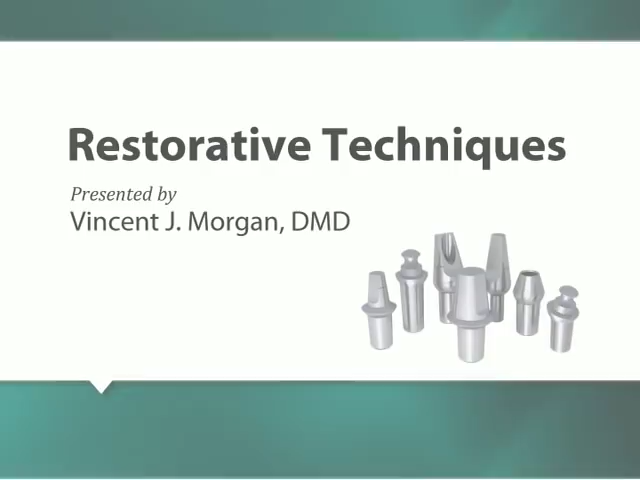 Restorative Techniques
Presented by
Vincent J. Morgan, DMD